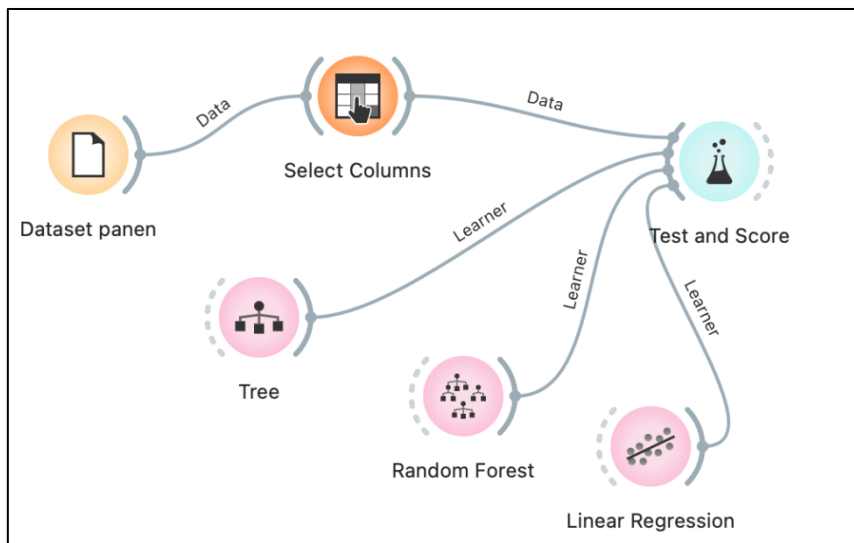 Data
Select Columns
Data
Dataset panen
Test and Score
Learner
Tree
Learner
Learner
Random Forest
Linear Regression